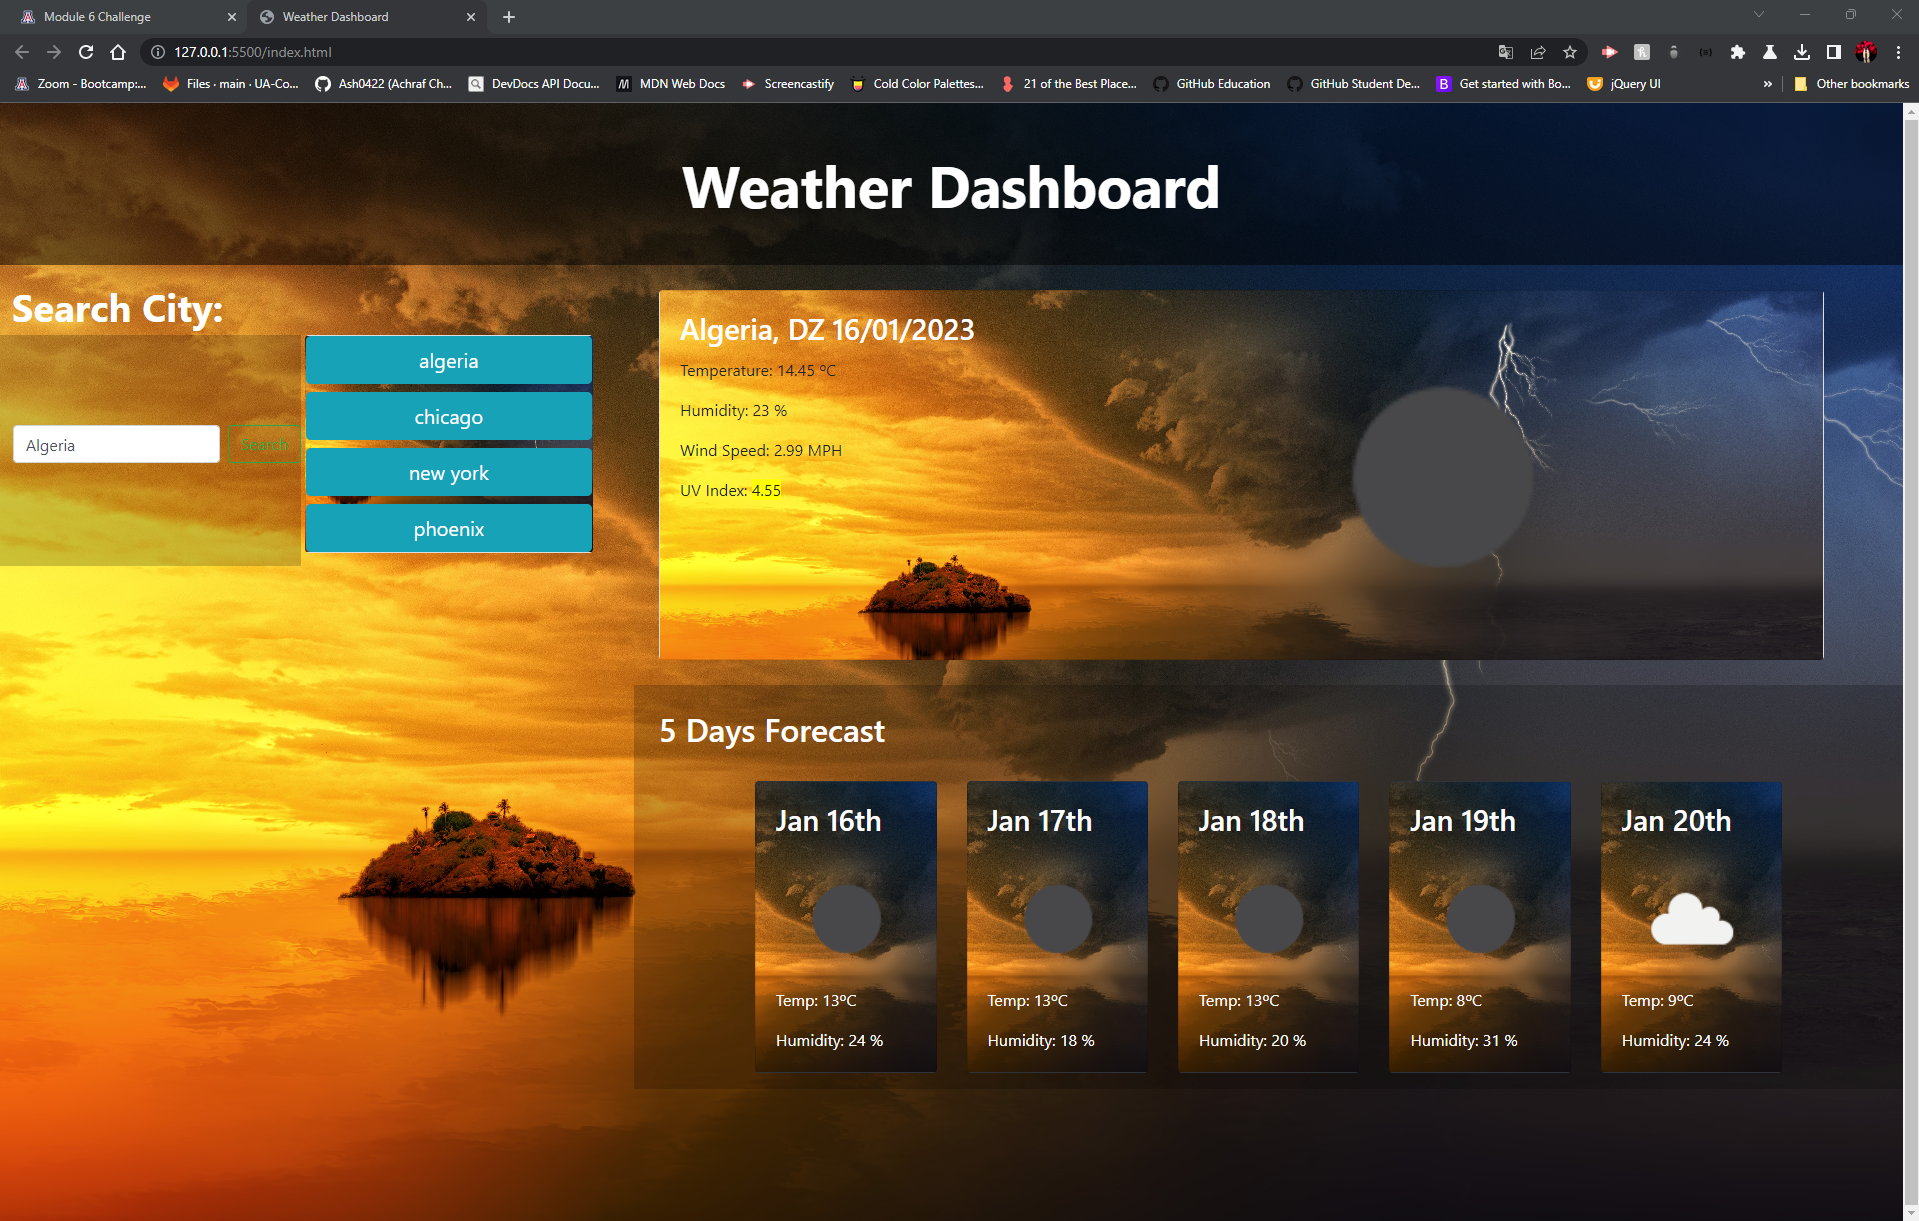 Module 6 Challenge
Weather Dashboard
127.0.0.1:5500/index.html
Zoom - Bootcamp:...
Files · main · UA-Co...
Ash0422 (Achraf Ch...
DevDocs API Docu...
MDN Web Docs
Screencastify
Cold Color Palettes...
21 of the Best Place...
GitHub Education
GitHub Student De...
Get started with Bo...
jQuery UI
»
Other bookmarks
Weather Dashboard
Search City:
Algeria
Search
algeria
chicago
new york
phoenix
Algeria, DZ 16/01/2023
Temperature: 14.45 ºC
Humidity: 23 %
Wind Speed: 2.99 MPH
UV Index: 4.55
5 Days Forecast
Jan 16th
Temp: 13ºC
Humidity: 24 %
Jan 17th
Temp: 13ºC
Humidity: 18 %
Jan 18th
Temp: 13ºC
Humidity: 20 %
Jan 19th
Temp: 8ºC
Humidity: 31 %
Jan 20th
Temp: 9ºC
Humidity: 24 %